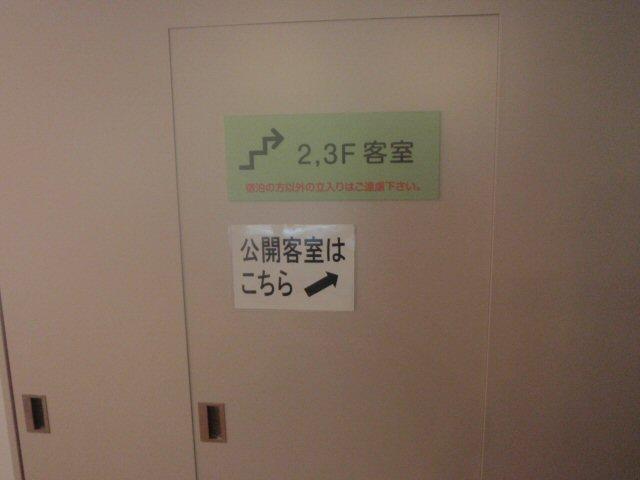 2,3F 客室
宿泊の方以外の立入りはご遠慮下さい。
公開客室は
こちら